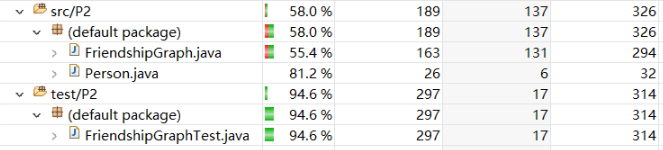 src/P2 58.0 % 189 137 326
(default package) 58.0 % 189 137 326
FriendshipGraph.java 55.4 % 163 131 294
Person.java 81.2 % 26 6 32
test/P2 94.6 % 297 17 314
(default package) 94.6 % 297 17 314
FriendshipGraphTest.java 94.6 % 297 17 314